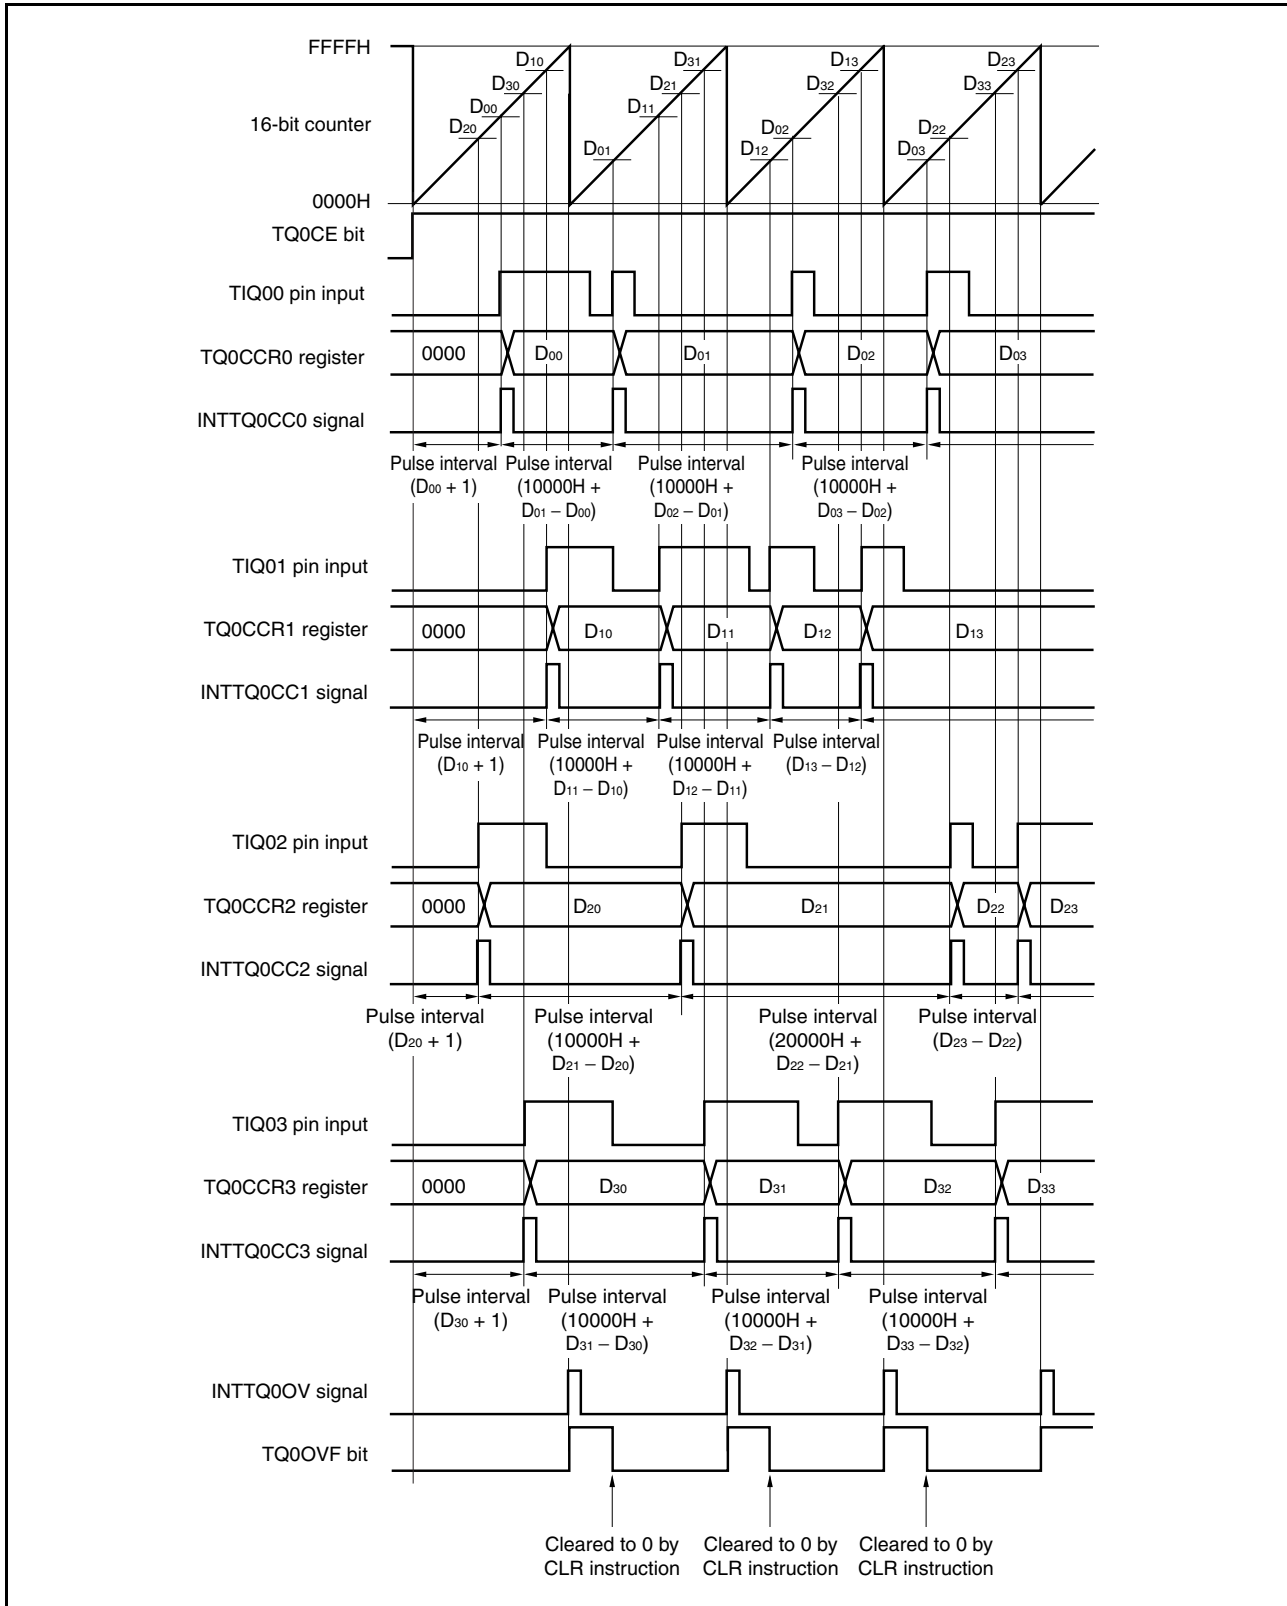 FFFFH
D10
D31
D13
D23
D30
D21
D32
D33
D00
D11
16-bit counter
D20
D02
D22
D01
D12
D03
0000H
TQ0CE bit
TIQ00 pin input
TQ0CCR0 register
0000
D00
D01
D02
D03
INTTQ0CC0 signal
Pulse interval
(D00 + 1)
Pulse interval
(10000H +
D01 – D00)
Pulse interval
(10000H +
D02 – D01)
Pulse interval
(10000H +
D03 – D02)
TIQ01 pin input
TQ0CCR1 register
0000
D10
D11
D12
D13
INTTQ0CC1 signal
Pulse interval
(D10 + 1)
Pulse interval
(10000H +
D11 – D10)
Pulse interval
(10000H +
D12 – D11)
Pulse interval
(D13 – D12)
TIQ02 pin input
TQ0CCR2 register
0000
D20
D21
D22
D23
INTTQ0CC2 signal
Pulse interval
(D20 + 1)
Pulse interval
(10000H +
D21 – D20)
Pulse interval
(20000H +
D22 – D21)
Pulse interval
(D23 – D22)
TIQ03 pin input
TQ0CCR3 register
0000
D30
D31
D32
D33
INTTQ0CC3 signal
Pulse interval
(D30 + 1)
Pulse interval
(10000H +
D31 – D30)
Pulse interval
(10000H +
D32 – D31)
Pulse interval
(10000H +
D33 – D32)
INTTQ0OV signal
TQ0OVF bit
Cleared to 0 by
CLR instruction
Cleared to 0 by
CLR instruction
Cleared to 0 by
CLR instruction